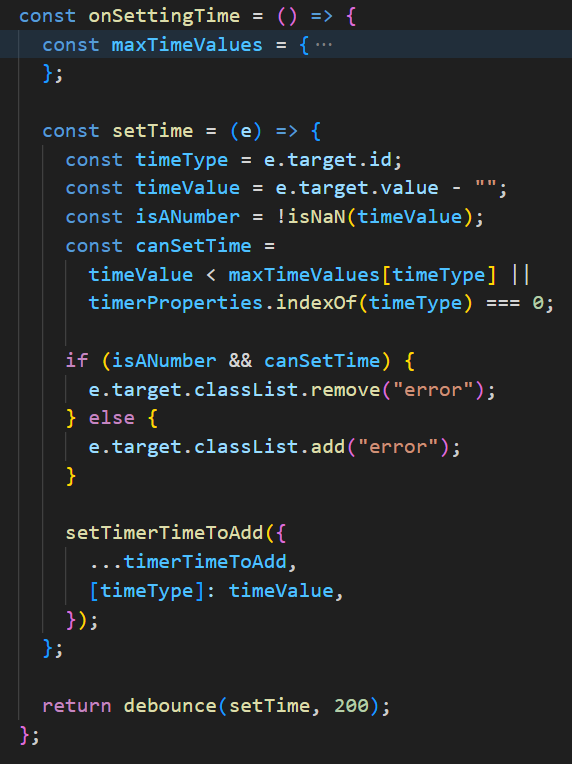 const onSettingTime = () => {
  const maxTimeValues = {···
  };

  const setTime = (e) => {
    const timeType = e.target.id;
    const timeValue = e.target.value - "";
    const isANumber = !isNaN(timeValue);
    const canSetTime =
      timeValue < maxTimeValues[timeType] ||
      timerProperties.indexOf(timeType) === 0;

    if (isANumber && canSetTime) {
      e.target.classList.remove("error");
    } else {
      e.target.classList.add("error");
    }

    setTimerTimeToAdd({
      ...timerTimeToAdd,
      [timeType]: timeValue,
    });
  };

  return debounce(setTime, 200);
};